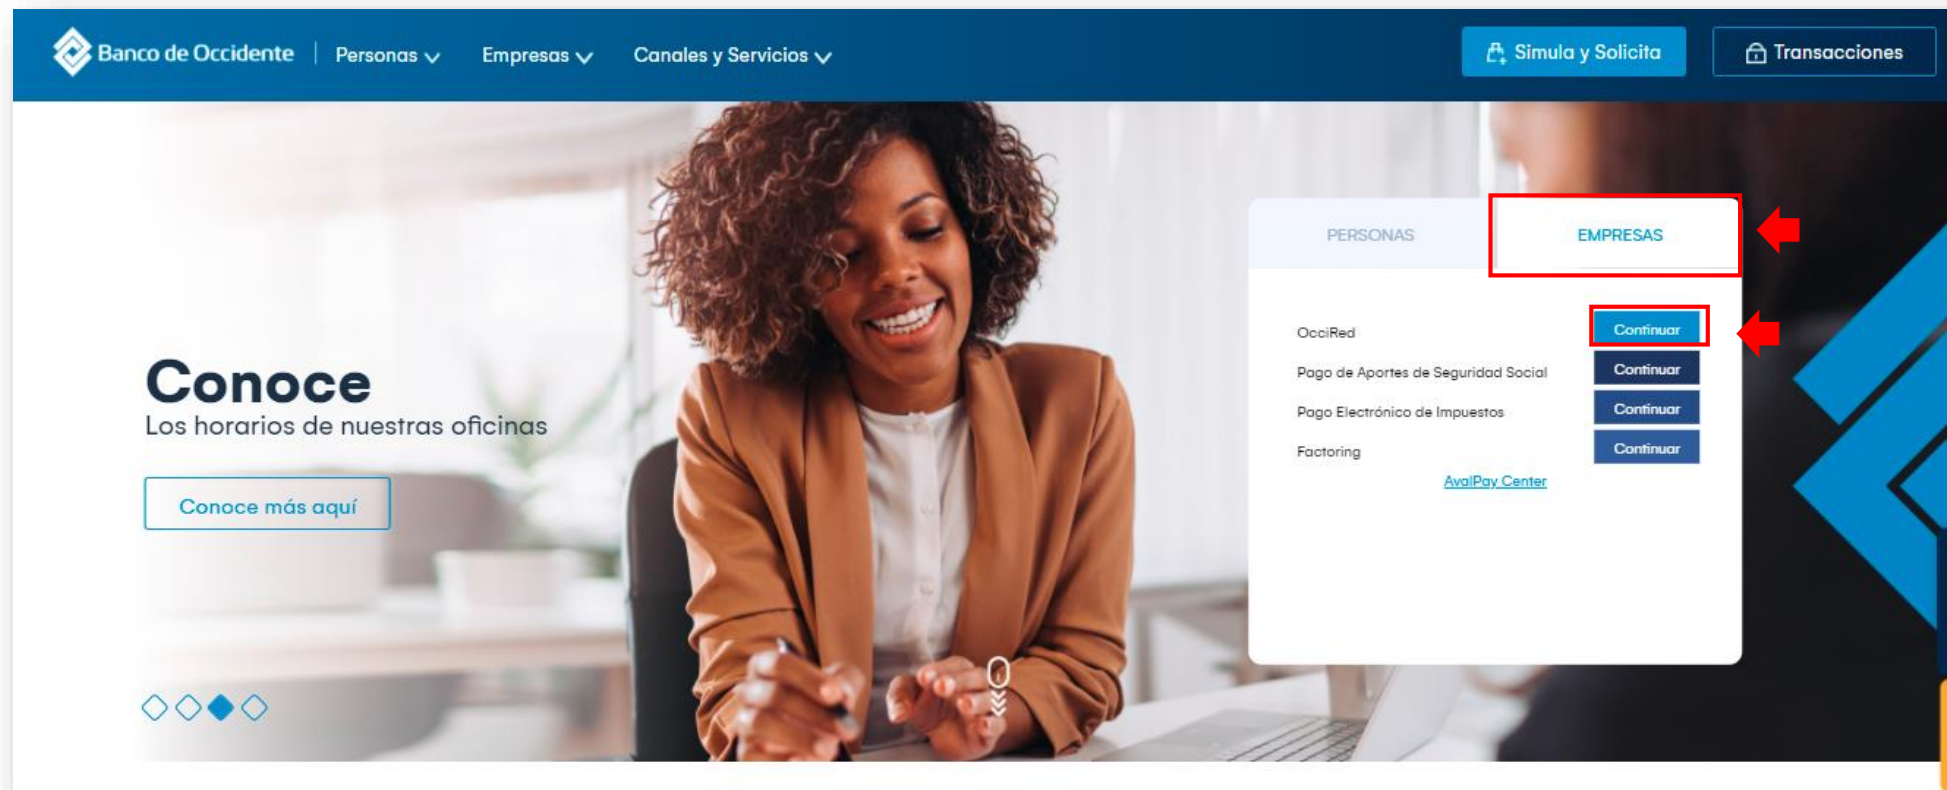 Banco de Occidente
Personas
Empresas
Canales y Servicios
Simula y Solicita
Transacciones
PERSONAS
EMPRESAS
OcciRed
Continuar
Pago de Aportes de Seguridad Social
Continuar
Pago Electrónico de Impuestos
Continuar
Factoring
Continuar
AvalPay Center
Conoce
Los horarios de nuestras oficinas
Conoce más aquí